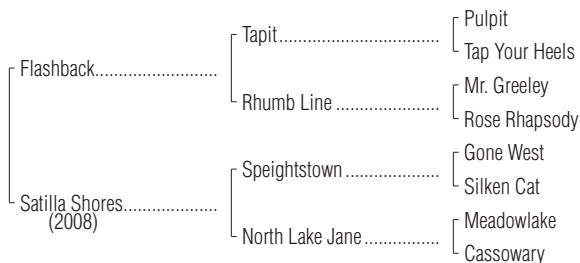 Pulpit
Tapit
Tap Your Heels
Flashback
Mr. Greeley
Rhumb Line
Rose Rhapsody
Gone West
Speightstown
Silken Cat
Satilla Shores
(2008)
Meadowlake
North Lake Jane
Cassowary